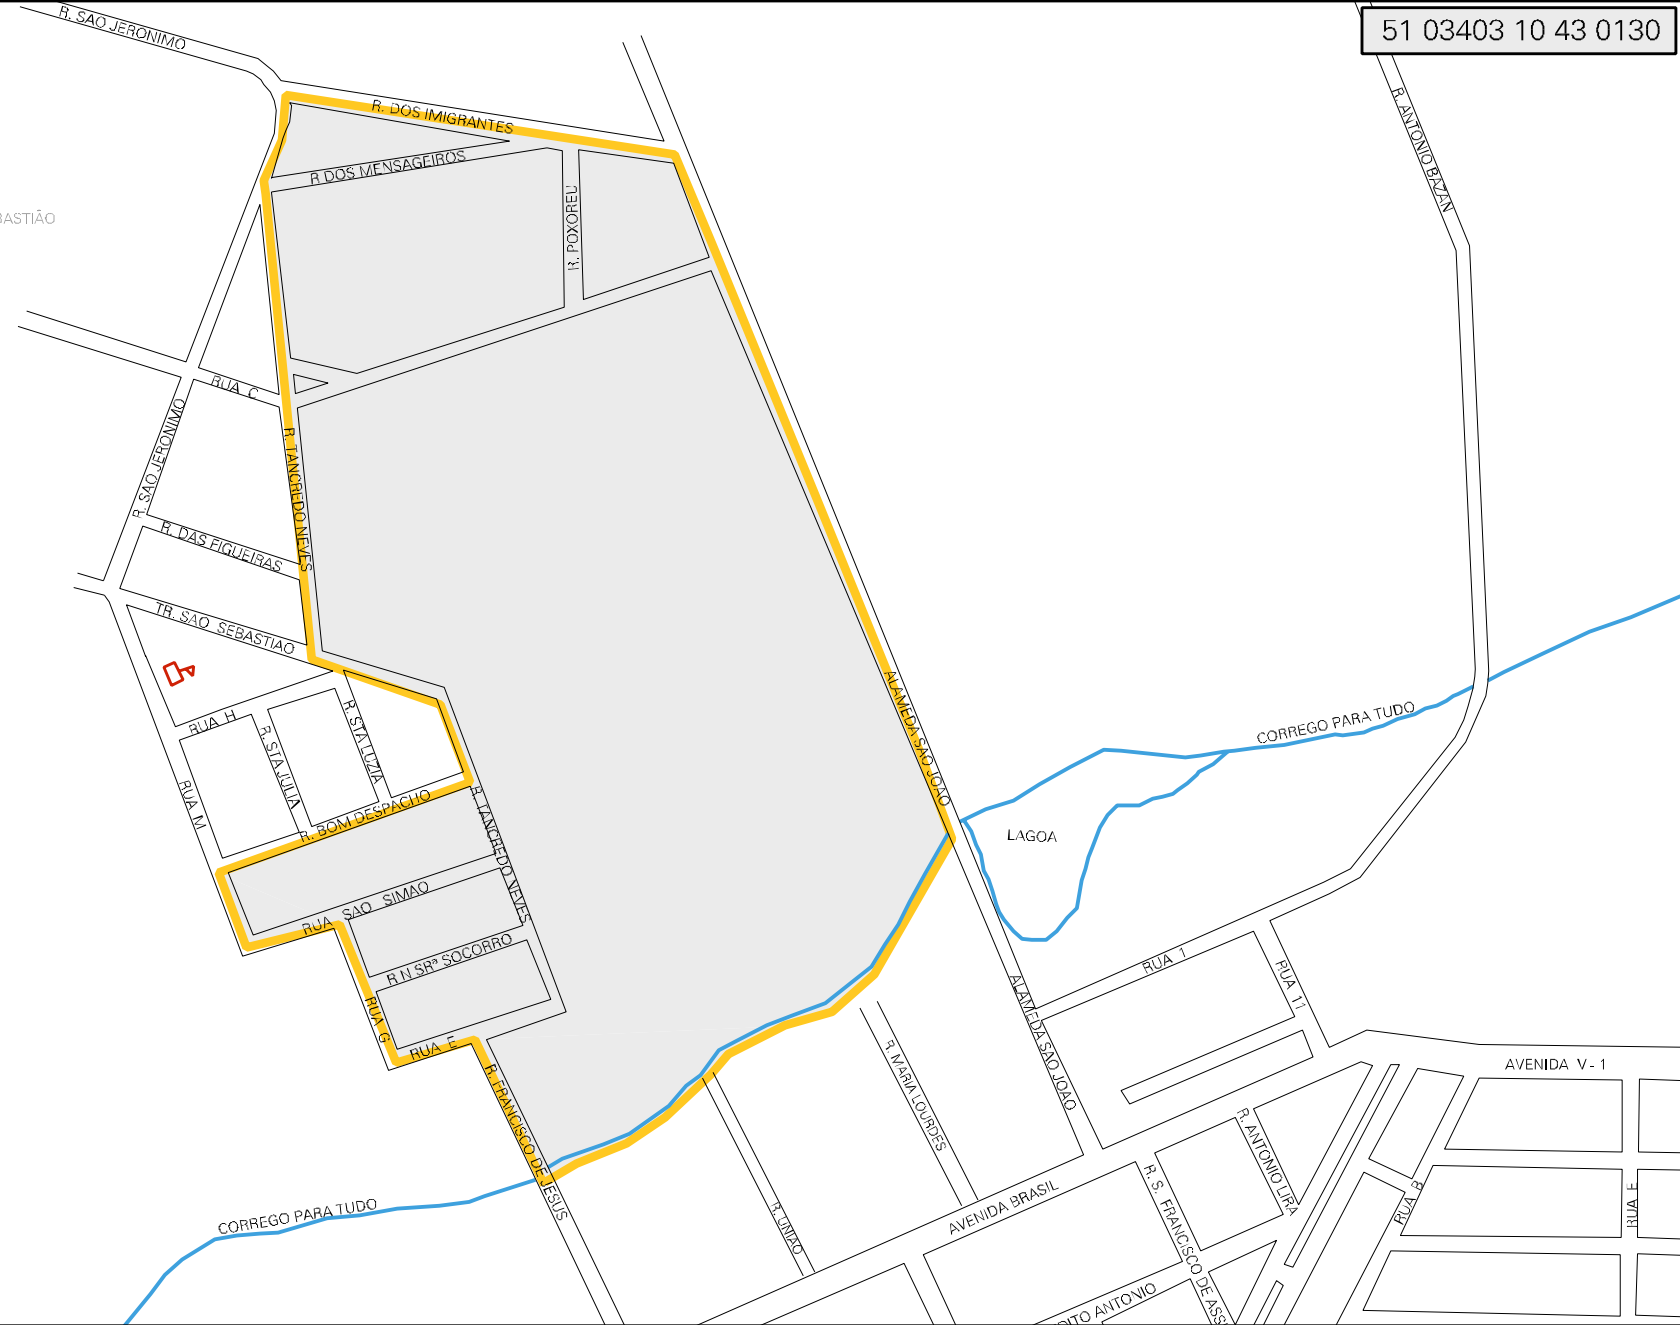 R. SAO JERONIMO
51 03403 10 43 0130
R. DOS IMIGRANTES
R. ANTONIO BAZAN
R DOS MENSAGEIROS
BASTIÃO
R. POXOREU
RUA C
R. SAO JERONIMO
R. TANCREDO NEVES
R. DAS FIGUEIRAS
TR. SAO SEBASTIAO
RUA H
R. STA JULIA
R. STA LUZIA
ALAMEDA SAO JOAO
CORREGO PARA TUDO
RUA M
R. BOM DESPACHO
R. TANCREDO NEVES
LAGOA
RUA SAO SIMAO
R N SRª SOCORRO
RUA 1
RUA 11
RUA G
RUA E
ALAMEDA SAO JOAO
R. MARIA LOURDES
AVENIDA V - 1
R. FRANCISCO DE JESUS
R. ANTONIO LIRA
CORREGO PARA TUDO
R. UNIAO
AVENIDA BRASIL
R. S. FRANCISCO DE ASSI
RUA B
RUA E
DITO ANTONIO